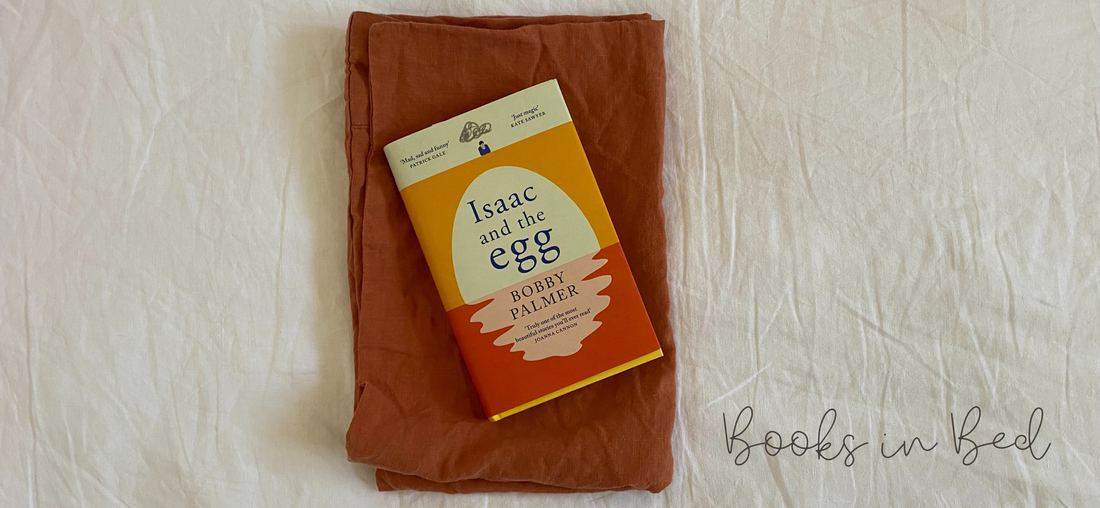 'Mad, sad and funny'
PATRICK GALE
'Just magic'
KATE SAWYER
Isaac
and the
egg
BOBBY
PALMER
'Truly one of the most
beautiful stories you'll ever read'
JOANNA CANNON
Books in Bed